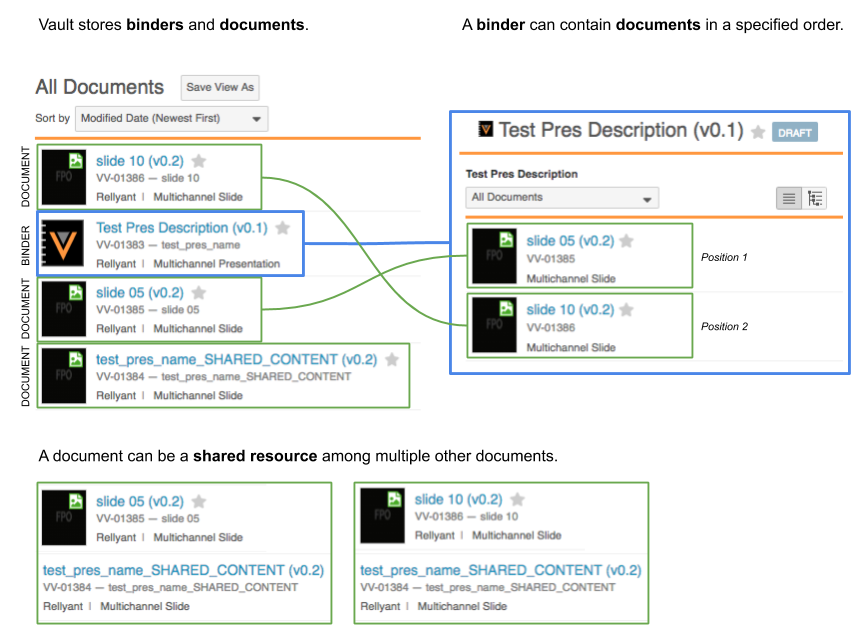 Vault stores binders and documents.
A binder can contain documents in a specified order.
All Documents
Save View As
Sort by
Modified Date (Newest First)
DOCUMENT
FPO
slide 10 (v0.2)
VV-01386 — slide 10
Rellyant | Multichannel Slide
BINDER
Test Pres Description (v0.1)
VV-01383 — test_pres_name
Rellyant | Multichannel Presentation
DOCUMENT
FPO
slide 05 (v0.2)
VV-01385 — slide 05
Rellyant | Multichannel Slide
DOCUMENT
FPO
test_pres_name_SHARED_CONTENT (v0.2)
VV-01384 — test_pres_name_SHARED_CONTENT
Rellyant | Multichannel Slide
Test Pres Description (v0.1)
DRAFT
Test Pres Description
All Documents
FPO
slide 05 (v0.2)
VV-01385
Multichannel Slide
Position 1
FPO
slide 10 (v0.2)
VV-01386
Multichannel Slide
Position 2
A document can be a shared resource among multiple other documents.
FPO
slide 05 (v0.2)
VV-01385 — slide 05
Rellyant | Multichannel Slide
test_pres_name_SHARED_CONTENT (v0.2)
VV-01384 — test_pres_name_SHARED_CONTENT
Rellyant | Multichannel Slide
FPO
slide 10 (v0.2)
VV-01386 — slide 10
Rellyant | Multichannel Slide
test_pres_name_SHARED_CONTENT (v0.2)
VV-01384 — test_pres_name_SHARED_CONTENT
Rellyant | Multichannel Slide